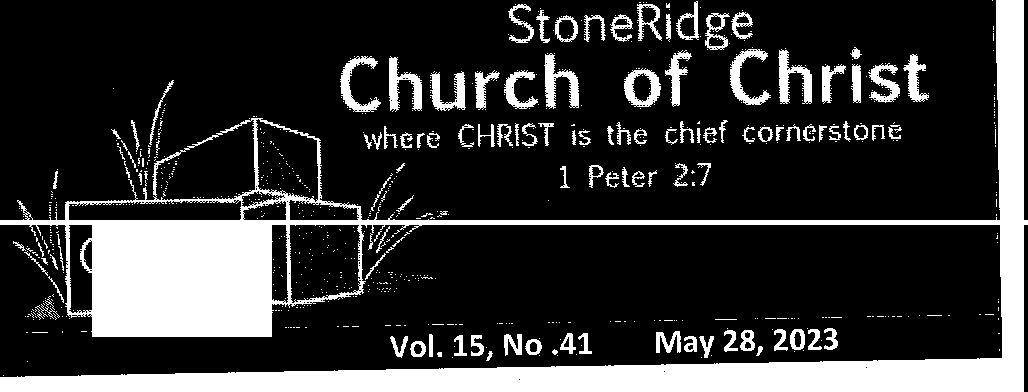 StoneRidge
Church of Christ
where CHRIST is the chief cornerstone
1 Peter 2:7
Vol. 15, No .41 May 28, 2023